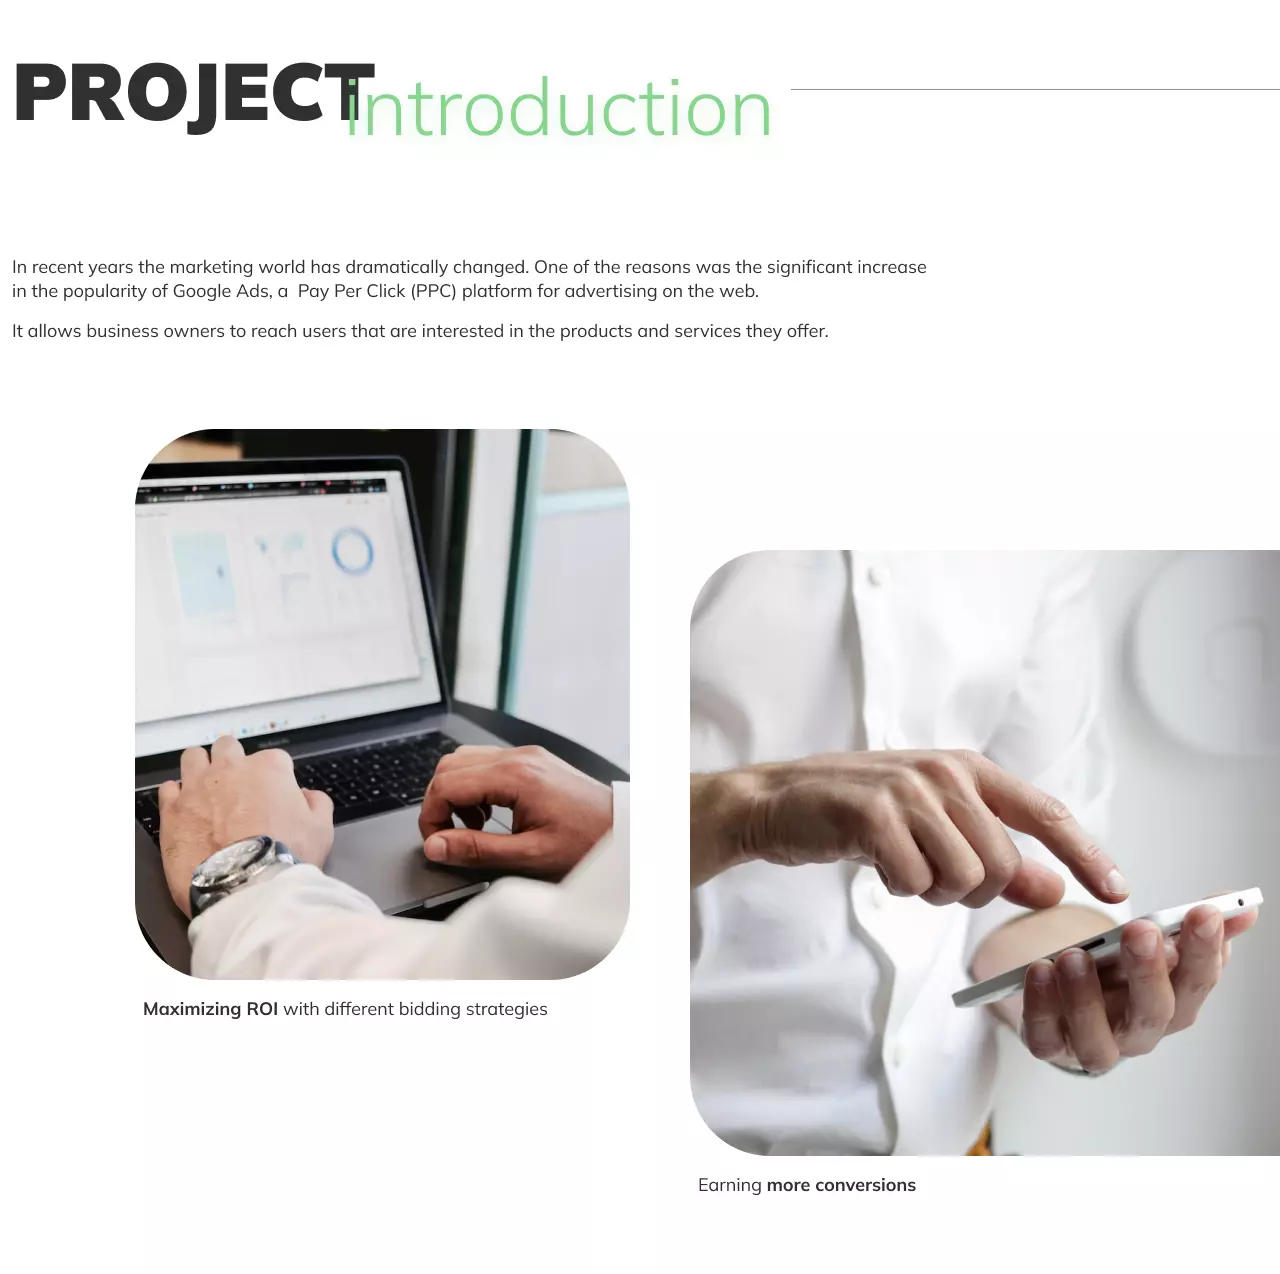 PROJECT introduction
In recent years the marketing world has dramatically changed. One of the reasons was the significant increase
in the popularity of Google Ads, a  Pay Per Click (PPC) platform for advertising on the web.
It allows business owners to reach users that are interested in the products and services they offer.
Maximizing ROI with different bidding strategies
Earning more conversions